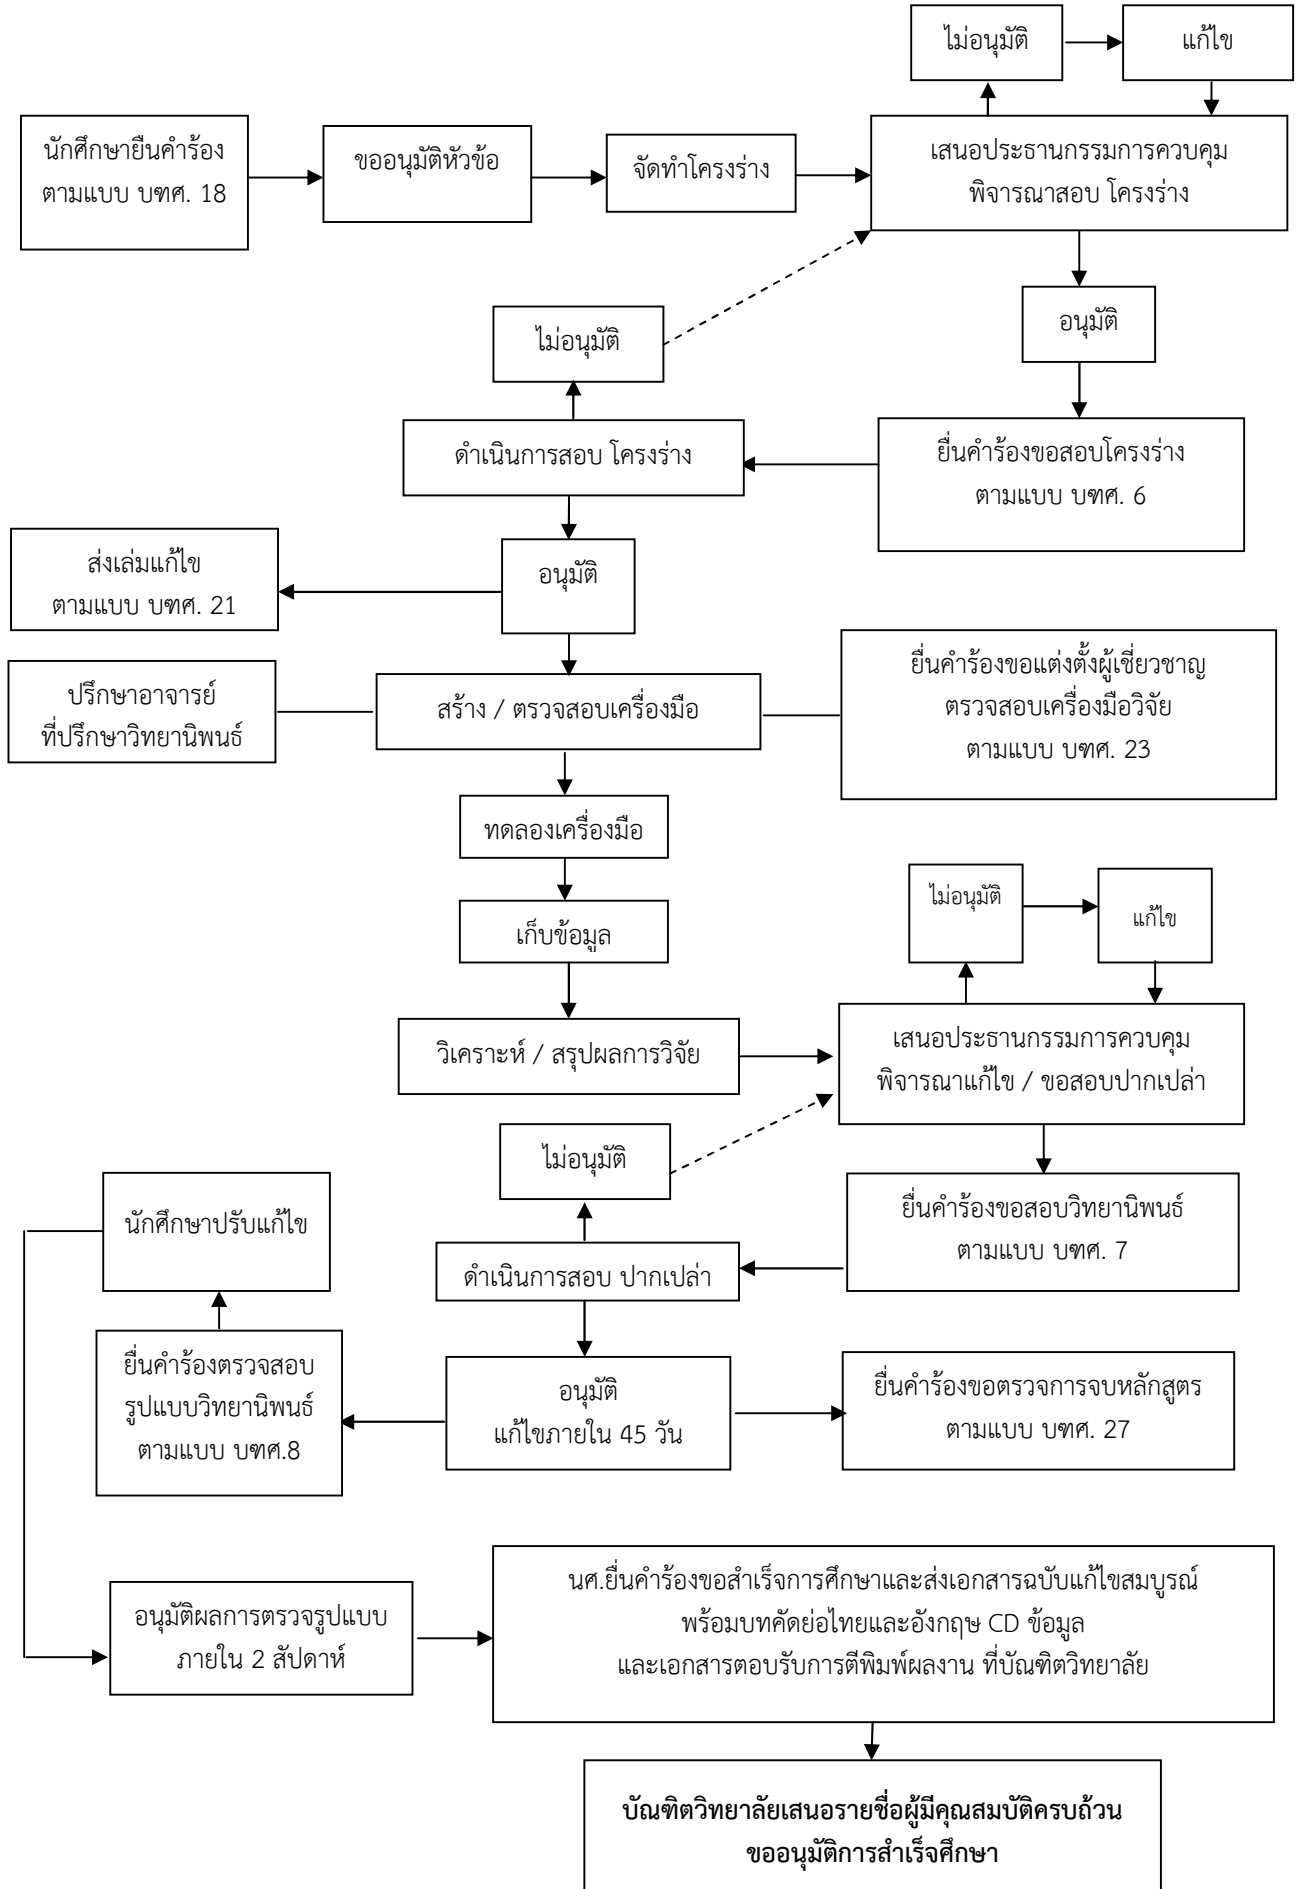 ไม่อนุมัติ
แก้ไข
นักศึกษายืนคำร้อง
ตามแบบ บฑศ. 18
ขออนุมัติหัวข้อ
จัดทำโครงร่าง
เสนอประธานกรรมการควบคุม
พิจารณาสอบ โครงร่าง
ไม่อนุมัติ
อนุมัติ
ดำเนินการสอบ โครงร่าง
ยื่นคำร้องขอสอบโครงร่าง
ตามแบบ บฑศ. 6
ส่งเล่มแก้ไข
ตามแบบ บฑศ. 21
อนุมัติ
ปรึกษาอาจารย์
ที่ปรึกษาวิทยานิพนธ์
สร้าง / ตรวจสอบเครื่องมือ
ยื่นคำร้องขอแต่งตั้งผู้เชี่ยวชาญ
ตรวจสอบเครื่องมือวิจัย
ตามแบบ บฑศ. 23
ทดลองเครื่องมือ
เก็บข้อมูล
ไม่อนุมัติ
แก้ไข
วิเคราะห์ / สรุปผลการวิจัย
เสนอประธานกรรมการควบคุม
พิจารณาแก้ไข / ขอสอบปากเปล่า
ไม่อนุมัติ
นักศึกษาปรับแก้ไข
ยื่นคำร้องขอสอบวิทยานิพนธ์
ตามแบบ บฑศ. 7
ดำเนินการสอบ ปากเปล่า
ยื่นคำร้องตรวจสอบ
รูปแบบวิทยานิพนธ์
ตามแบบ บฑศ.8
อนุมัติ
แก้ไขภายใน 45 วัน
ยื่นคำร้องขอตรวจการจบหลักสูตร
ตามแบบ บฑศ. 27
อนุมัติผลการตรวจรูปแบบ
ภายใน 2 สัปดาห์
นศ.ยื่นคำร้องขอสำเร็จการศึกษาและส่งเอกสารฉบับแก้ไขสมบูรณ์
พร้อมบทคัดย่อไทยและอังกฤษ CD ข้อมูล
และเอกสารตอบรับการตีพิมพ์ผลงาน ที่บัณฑิตวิทยาลัย
บัณฑิตวิทยาลัยเสนอรายชื่อผู้มีคุณสมบัติครบถ้วน
ขออนุมัติการสำเร็จศึกษา